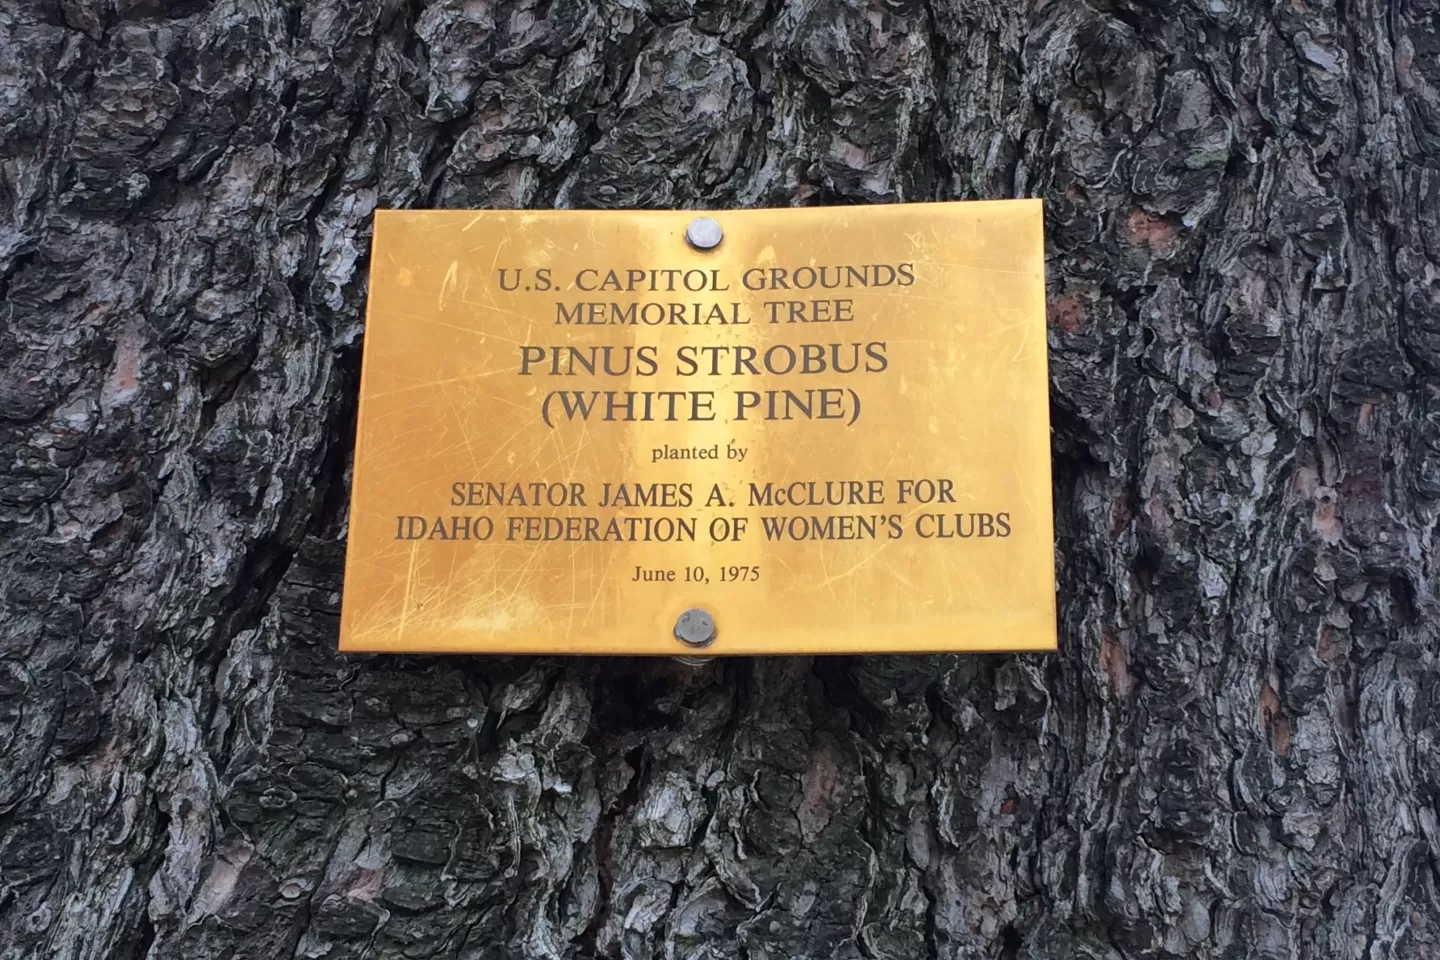 U.S. CAPITOL GROUNDS
MEMORIAL TREE
PINUS STROBUS
(WHITE PINE)
planted by
SENATOR JAMES A. McCLURE FOR
IDAHO FEDERATION OF WOMEN'S CLUBS
June 10, 1975